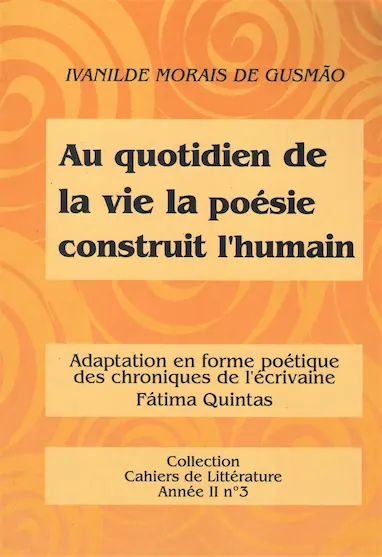 IVANILDE MORAIS DE GUSMÃO
Au quotidien de
la vie la poésie
construit l'humain
Adaptation en forme poétique
des chroniques de l'écrivaine
Fátima Quintas
Collection
Cahiers de Littérature
Année II n°3